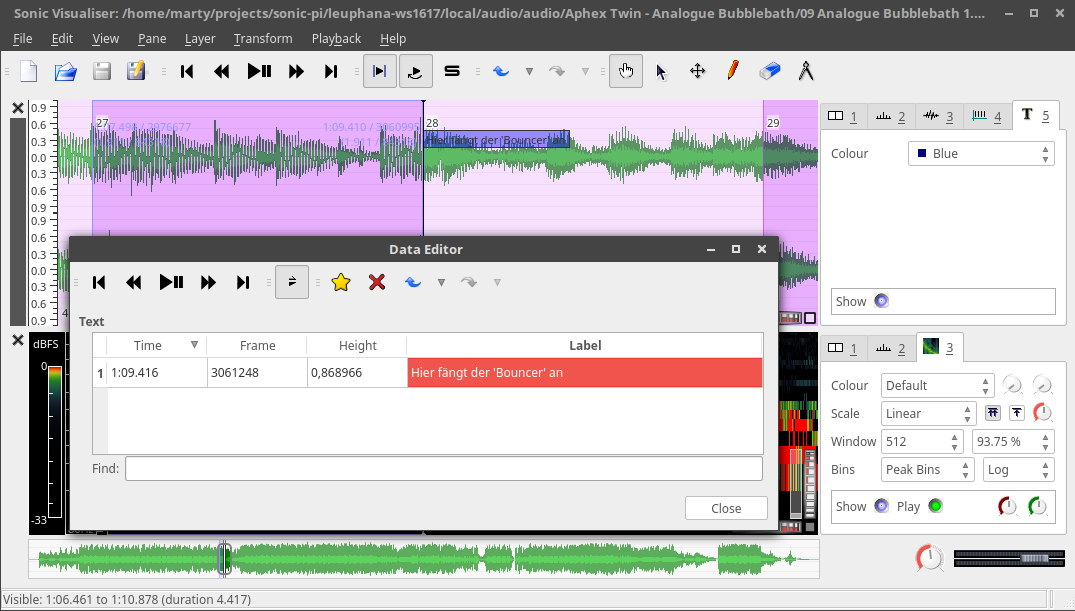 Sonic Visualiser: /home/marty/projects/sonic-pi/leuphana-ws1617/local/audio/audio/Aphex Twin - Analogue Bubblebath/09 Analogue Bubblebath 1....
File Edit View Pane Layer Transform Playback Help
0.9
0.6
0.3
0.0
0.3
0.6
0.9
0.9
0.6
0.3
0.0
0.3
0.6
0.9
27 28 29
1:09.410 /
Hier fängt der 'Bouncer' an
1 2 3 4 T 5
Colour Blue
Show
Data Editor
Text
Time Frame Height Label
1 1:09.416 3061248 0,868966 Hier fängt der 'Bouncer' an
Find:
Close
dBFS
0
-33
1 2 3
Colour Default
Scale Linear
Window 512 93.75 %
Bins Peak Bins Log
Show Play
Visible: 1:06.461 to 1:10.878 (duration 4.417)